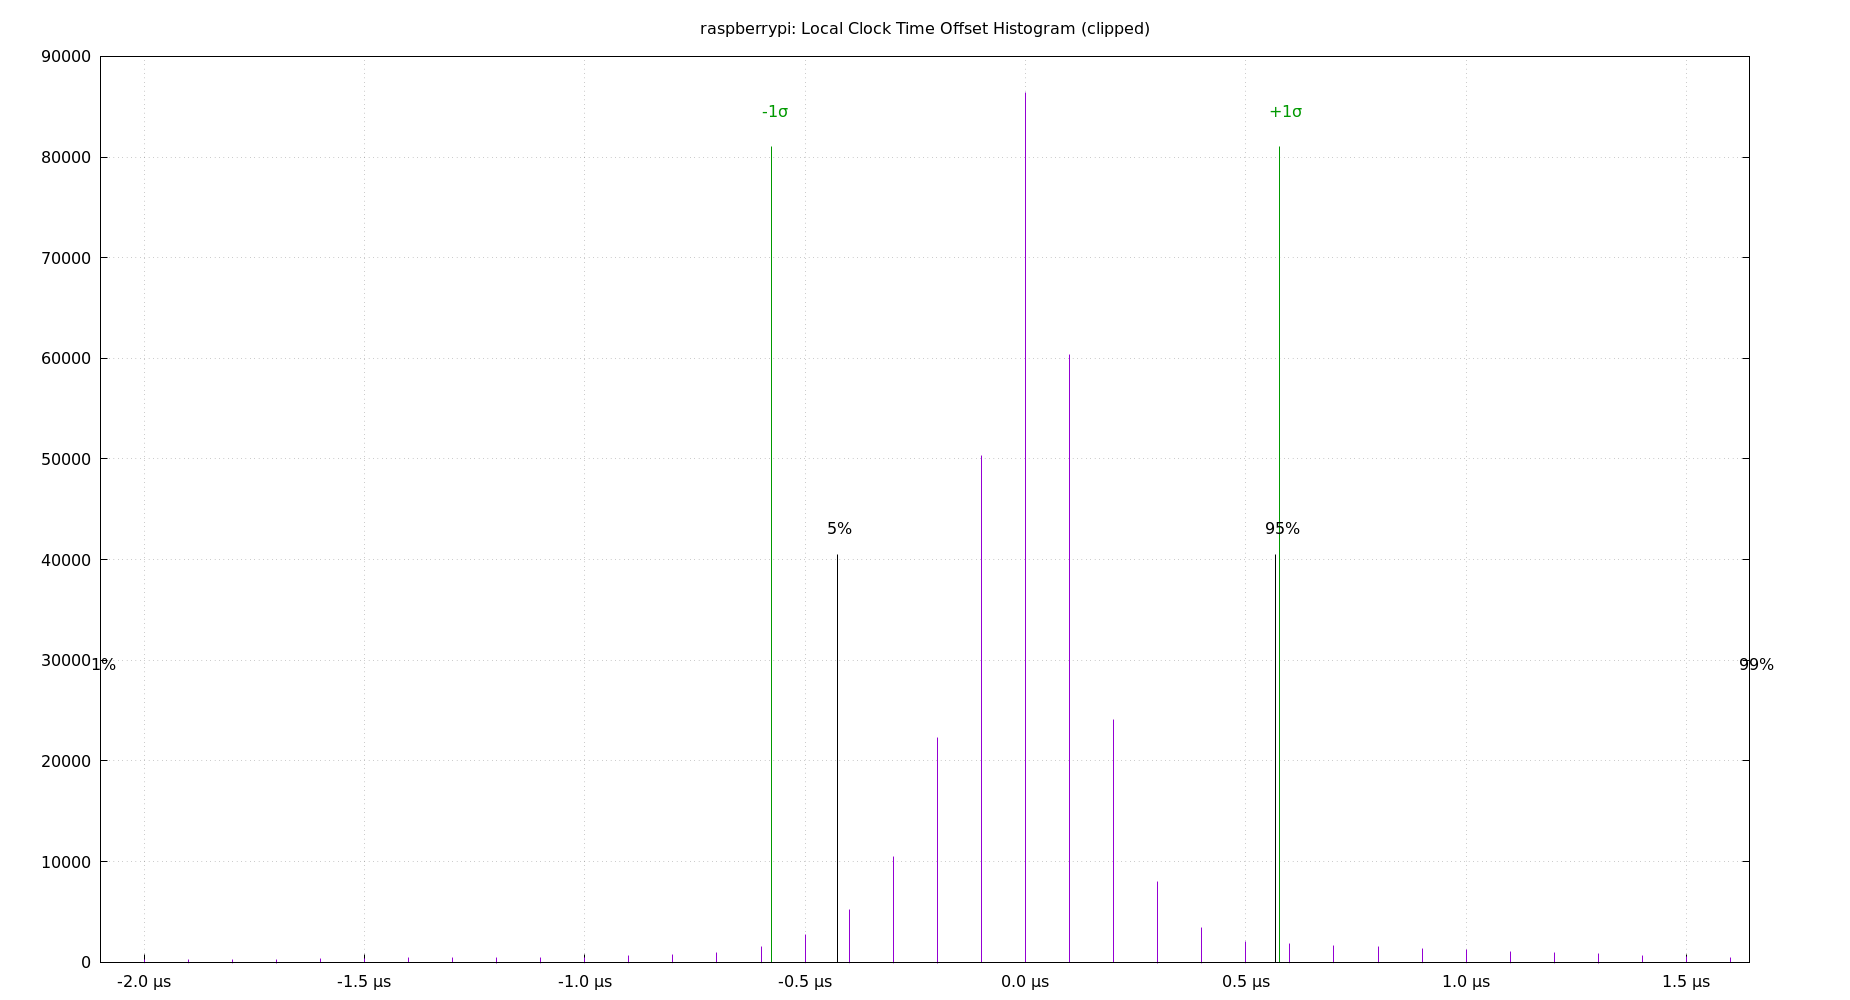 raspberrypi: Local Clock Time Offset Histogram (clipped)
90000
-1σ +1σ
80000
70000
60000
50000
5% 95%
40000
30000 1% 99%
20000
10000
0
-2.0 µs -1.5 µs -1.0 µs -0.5 µs 0.0 µs 0.5 µs 1.0 µs 1.5 µs